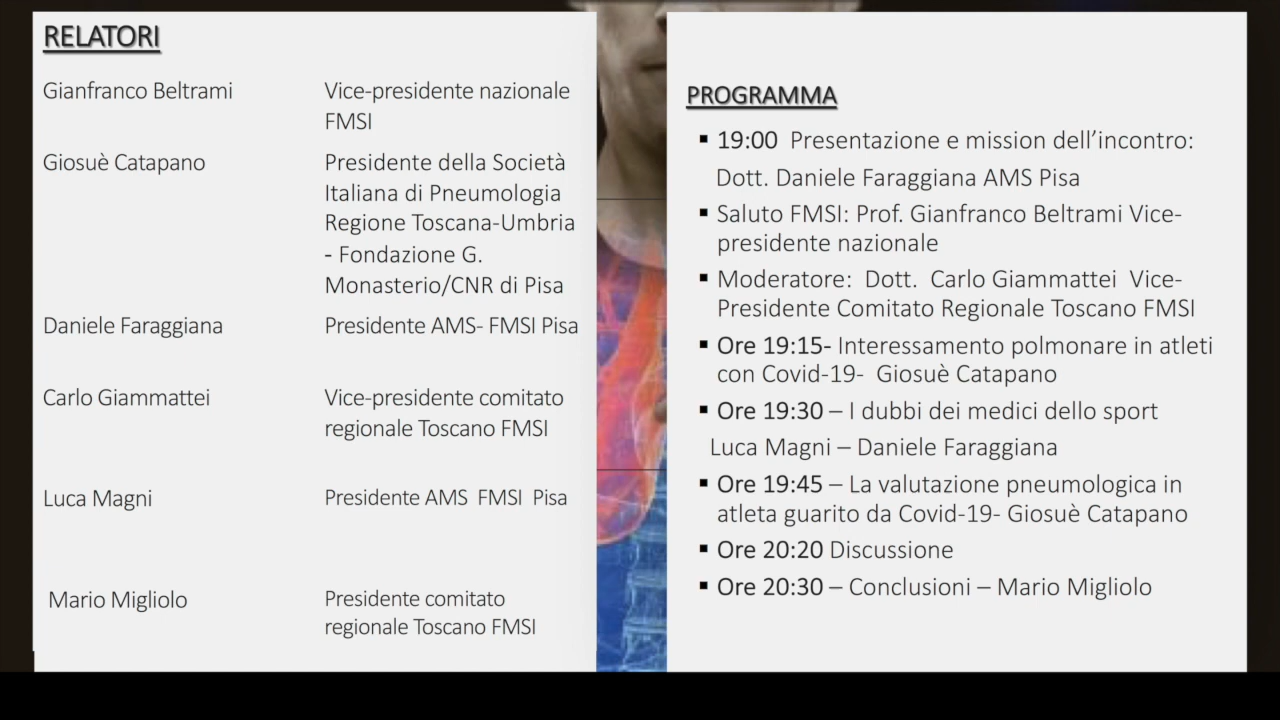 RELATORI
Gianfranco Beltrami Vice-presidente nazionale
FMSI
Giosuè Catapano Presidente della Società
Italiana di Pneumologia
Regione Toscana-Umbria
- Fondazione G.
Monasterio/CNR di Pisa
Daniele Faraggiana Presidente AMS- FMSI Pisa
Carlo Giammattei Vice-presidente comitato
regionale Toscano FMSI
Luca Magni Presidente AMS FMSI Pisa
Mario Migliolo Presidente comitato
regionale Toscano FMSI
PROGRAMMA
▪ 19:00 Presentazione e mission dell’incontro:
Dott. Daniele Faraggiana AMS Pisa
▪ Saluto FMSI: Prof. Gianfranco Beltrami Vice-
presidente nazionale
▪ Moderatore: Dott. Carlo Giammattei Vice-
Presidente Comitato Regionale Toscano FMSI
▪ Ore 19:15- Interessamento polmonare in atleti
con Covid-19- Giosuè Catapano
▪ Ore 19:30 – I dubbi dei medici dello sport
Luca Magni – Daniele Faraggiana
▪ Ore 19:45 – La valutazione pneumologica in
atleta guarito da Covid-19- Giosuè Catapano
▪ Ore 20:20 Discussione
▪ Ore 20:30 – Conclusioni – Mario Migliolo